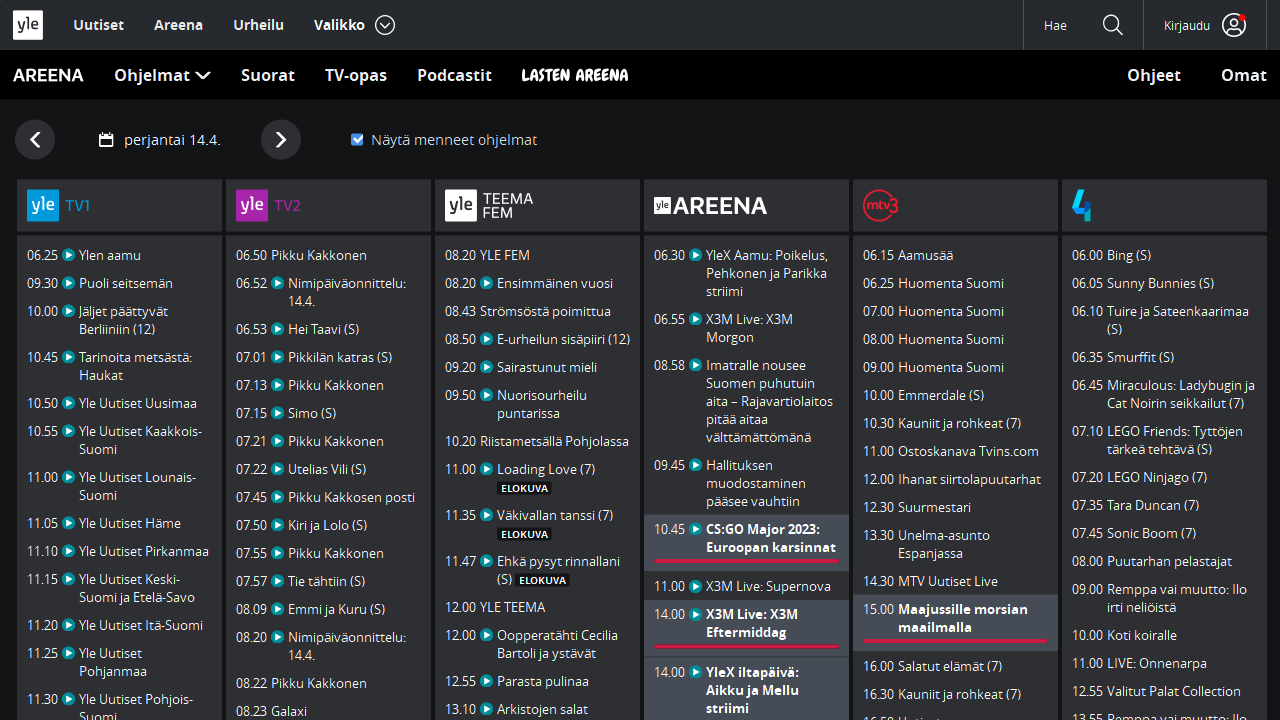 yle Uutiset Areena Urheilu Valikko Hae Kirjaudu
AREENA Ohjelmat Suorat TV-opas Podcastit LASTEN AREENA Ohjeet Omat
perjantai 14.4. Näytä menneet ohjelmat
yle TV1
06.25 Ylen aamu
09.30 Puoli seitsemän
10.00 Jäljet päättyvät
Berliiniin (12)
10.45 Tarinoita metsästä:
Haukat
10.50 Yle Uutiset Uusimaa
10.55 Yle Uutiset Kaakkois-
Suomi
11.00 Yle Uutiset Lounais-
Suomi
11.05 Yle Uutiset Häme
11.10 Yle Uutiset Pirkanmaa
11.15 Yle Uutiset Keski-
Suomi ja Etelä-Savo
11.20 Yle Uutiset Itä-Suomi
11.25 Yle Uutiset
Pohjanmaa
11.30 Yle Uutiset Pohjois-
Suomi
yle TV2
06.50 Pikku Kakkonen
06.52 Nimipäiväonnittelu:
14.4.
06.53 Hei Taavi (S)
07.01 Pikkilän katras (S)
07.13 Pikku Kakkonen
07.15 Simo (S)
07.21 Pikku Kakkonen
07.22 Utelias Vili (S)
07.45 Pikku Kakkosen posti
07.50 Kiri ja Lolo (S)
07.55 Pikku Kakkonen
07.57 Tie tähtiin (S)
08.09 Emmi ja Kuru (S)
08.20 Nimipäiväonnittelu:
14.4.
08.22 Pikku Kakkonen
08.23 Galaxi
yle TEEMA
FEM
08.20 YLE FEM
08.20 Ensimmäinen vuosi
08.43 Strömsöstä poimittua
08.50 E-urheilun sisäpiiri (12)
09.20 Sairastunut mieli
09.50 Nuorisourheilu
puntarissa
10.20 Riistametsällä Pohjolassa
11.00 Loading Love (7)
ELOKUVA
11.35 Väkivallan tanssi (7)
ELOKUVA
11.47 Ehkä pysyt rinnallani
(S) ELOKUVA
12.00 YLE TEEMA
12.00 Oopperatähti Cecilia
Bartoli ja ystävät
12.55 Parasta pulinaa
13.10 Arkistojen salat
yle AREENA
06.30 YleX Aamu: Poikelus,
Pehkonen ja Parikka
striimi
06.55 X3M Live: X3M
Morgon
08.58 Imatralle nousee
Suomen puhutuin
aita – Rajavartiolaitos
pitää aitaa
välttämättömänä
09.45 Hallituksen
muodostaminen
pääsee vauhtiin
10.45 CS:GO Major 2023:
Euroopan karsinnat
11.00 X3M Live: Supernova
14.00 X3M Live: X3M
Eftermiddag
14.00 YleX iltapäivä:
Aikku ja Mellu
striimi
mtv3
06.15 Aamusää
06.25 Huomenta Suomi
07.00 Huomenta Suomi
08.00 Huomenta Suomi
09.00 Huomenta Suomi
10.00 Emmerdale (S)
10.30 Kauniit ja rohkeat (7)
11.00 Ostoskanava Tvins.com
12.00 Ihanat siirtolapuutarhat
12.30 Suurmestari
13.30 Unelma-asunto
Espanjassa
14.30 MTV Uutiset Live
15.00 Maajussille morsian
maailmalla
16.00 Salatut elämät (7)
16.30 Kauniit ja rohkeat (7)
4
06.00 Bing (S)
06.05 Sunny Bunnies (S)
06.10 Tuire ja Sateenkaarimaa
(S)
06.35 Smurffit (S)
06.45 Miraculous: Ladybugin ja
Cat Noirin seikkailut (7)
07.10 LEGO Friends: Tyttöjen
tärkeä tehtävä (S)
07.20 LEGO Ninjago (7)
07.35 Tara Duncan (7)
07.45 Sonic Boom (7)
08.00 Puutarhan pelastajat
09.00 Remppa vai muutto: Ilo
irti neliöistä
10.00 Koti koiralle
11.00 LIVE: Onnenarpa
12.55 Valitut Palat Collection
13.55 Remppa vai muutto: Ilo